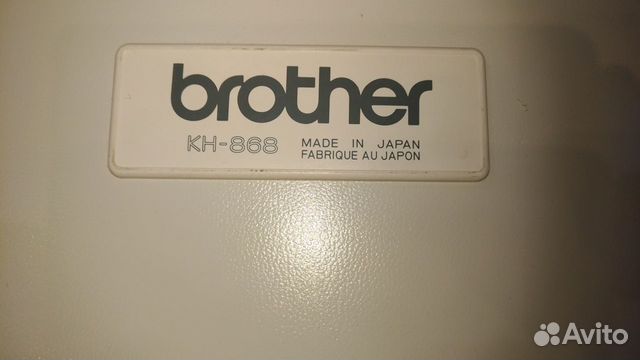 brother
KH-868 MADE IN JAPAN
FABRIQUE AU JAPON
Avito